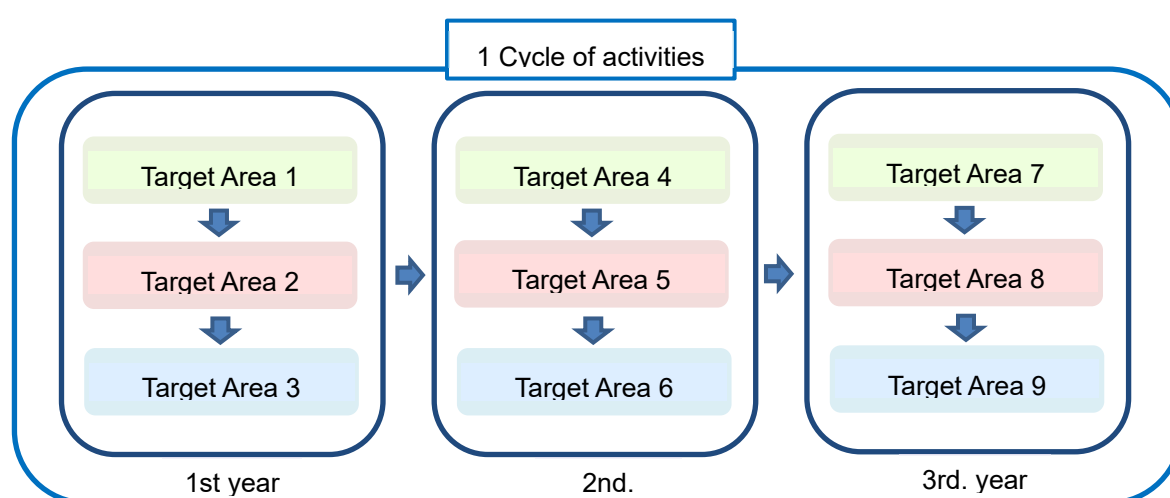 1 Cycle of activities
Target Area 1
Target Area 2
Target Area 3
1st year
Target Area 4
Target Area 5
Target Area 6
2nd.
Target Area 7
Target Area 8
Target Area 9
3rd. year